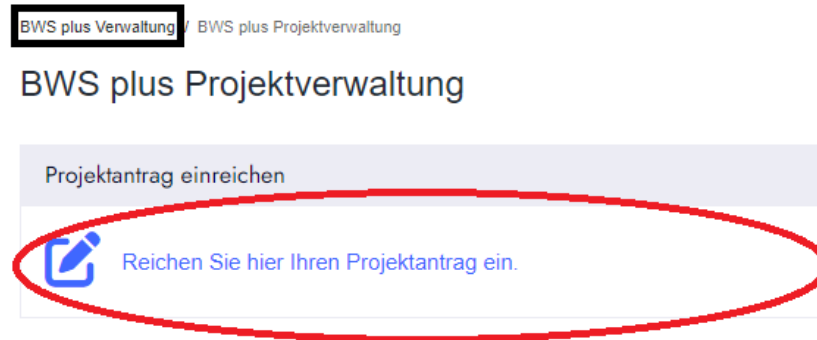 BWS plus Verwaltung / BWS plus Projektverwaltung
BWS plus Projektverwaltung
Projektantrag einreichen
Reichen Sie hier Ihren Projektantrag ein.